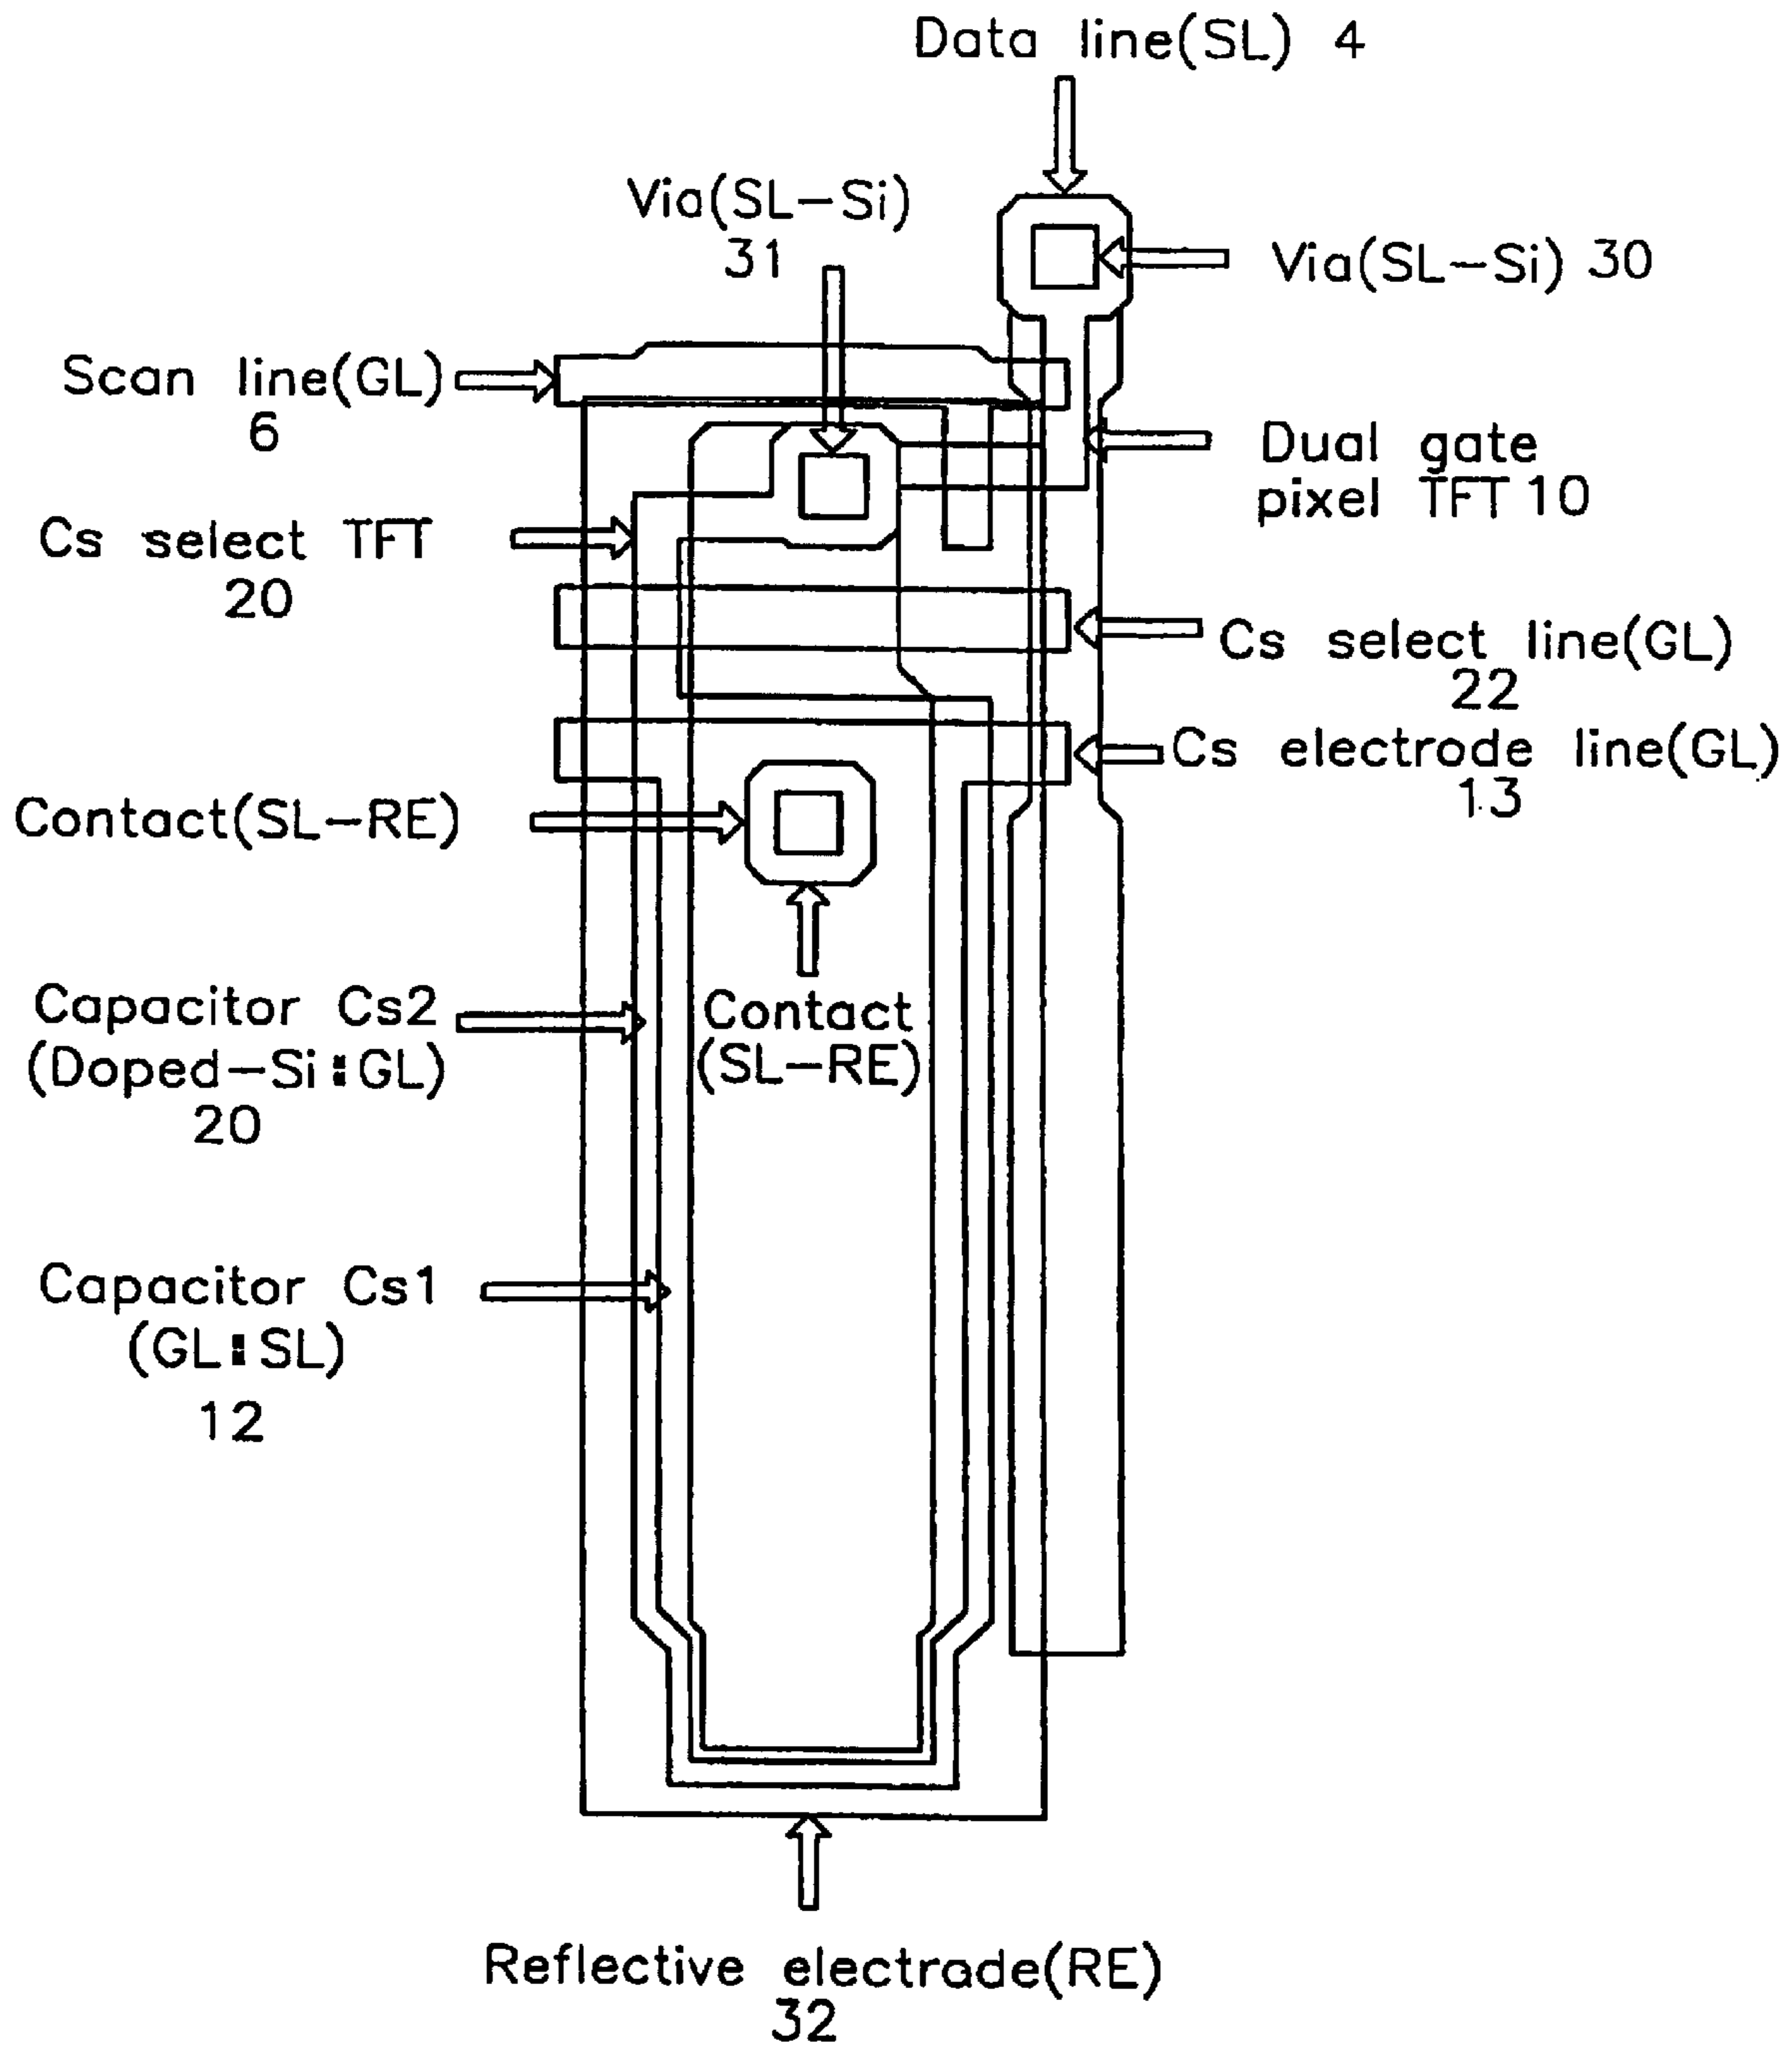 Data line(SL) 4
Via(SL-Si)
31
Via(SL-Si) 30
Scan line(GL)
6
Dual gate
pixel TFT 10
Cs select TFT
20
Cs select line(GL)
22
Cs electrode line(GL)
13
Contact(SL-RE)
Capacitor Cs2
(Doped-Si:GL)
20
Contact
(SL-RE)
Capacitor Cs1
(GL:SL)
12
Reflective electrode(RE)
32